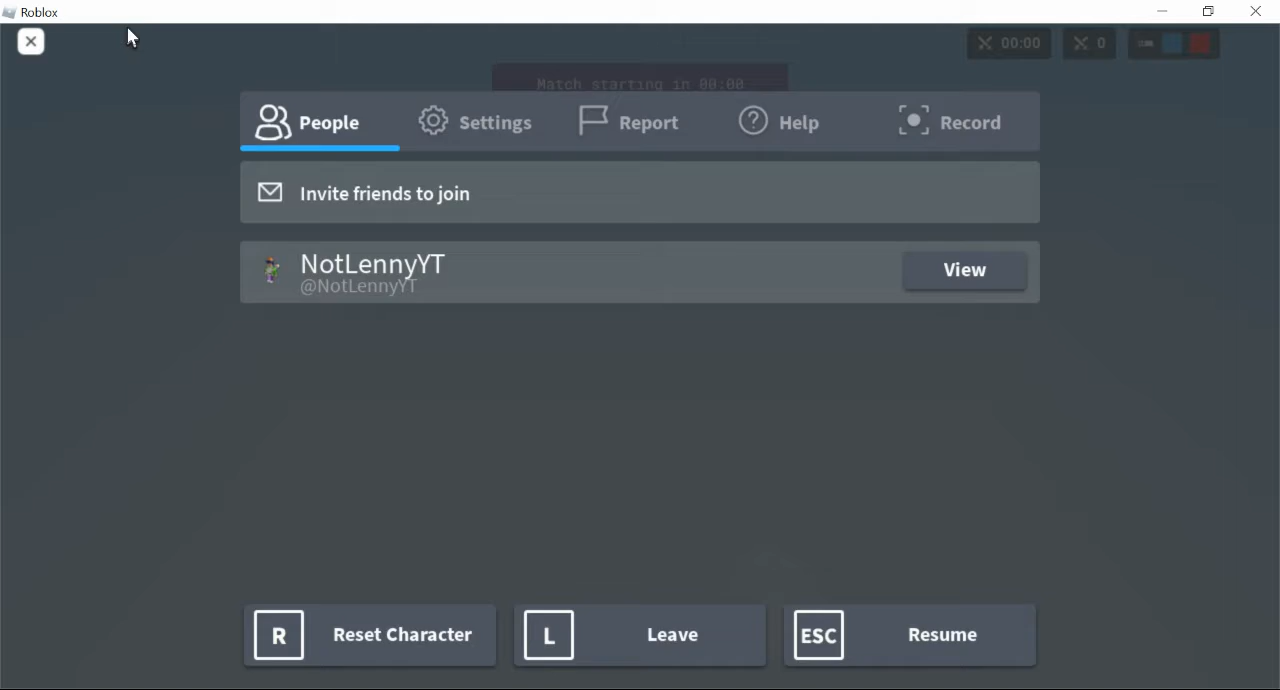 Roblox
00:00
0
Match starting in 00:00
People
Settings
Report
Help
Record
Invite friends to join
NotLennyYT
View
@NotLennyYT
R
Reset Character
L
Leave
ESC
Resume